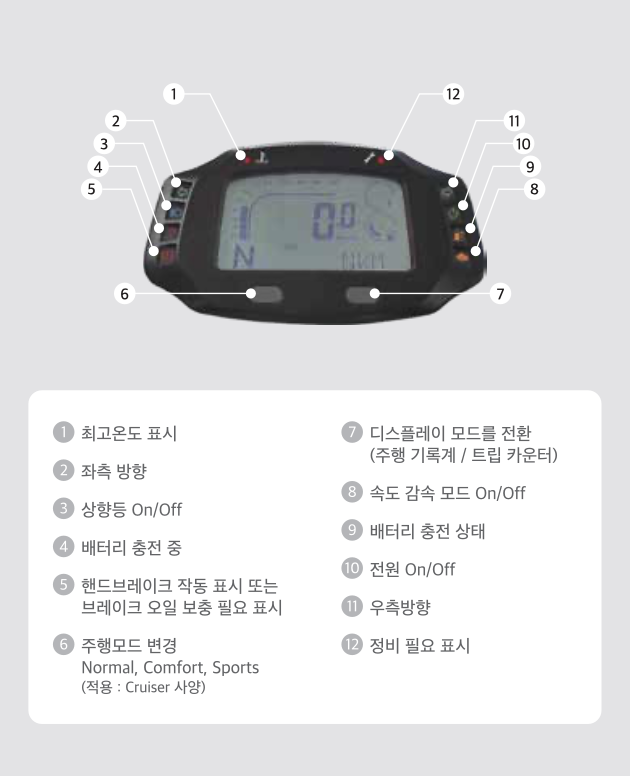 1
12
2
11
3
10
4
9
5
8
6
7
00
N
NKM
1 최고온도 표시
2 좌측 방향
3 상향등 On/Off
4 배터리 충전 중
5 핸드브레이크 작동 표시 또는
브레이크 오일 보충 필요 표시
6 주행모드 변경
Normal, Comfort, Sports
(적용 : Cruiser 사양)
7 디스플레이 모드를 전환
(주행 기록계 / 트립 카운터)
8 속도 감속 모드 On/Off
9 배터리 충전 상태
10 전원 On/Off
11 우측방향
12 정비 필요 표시